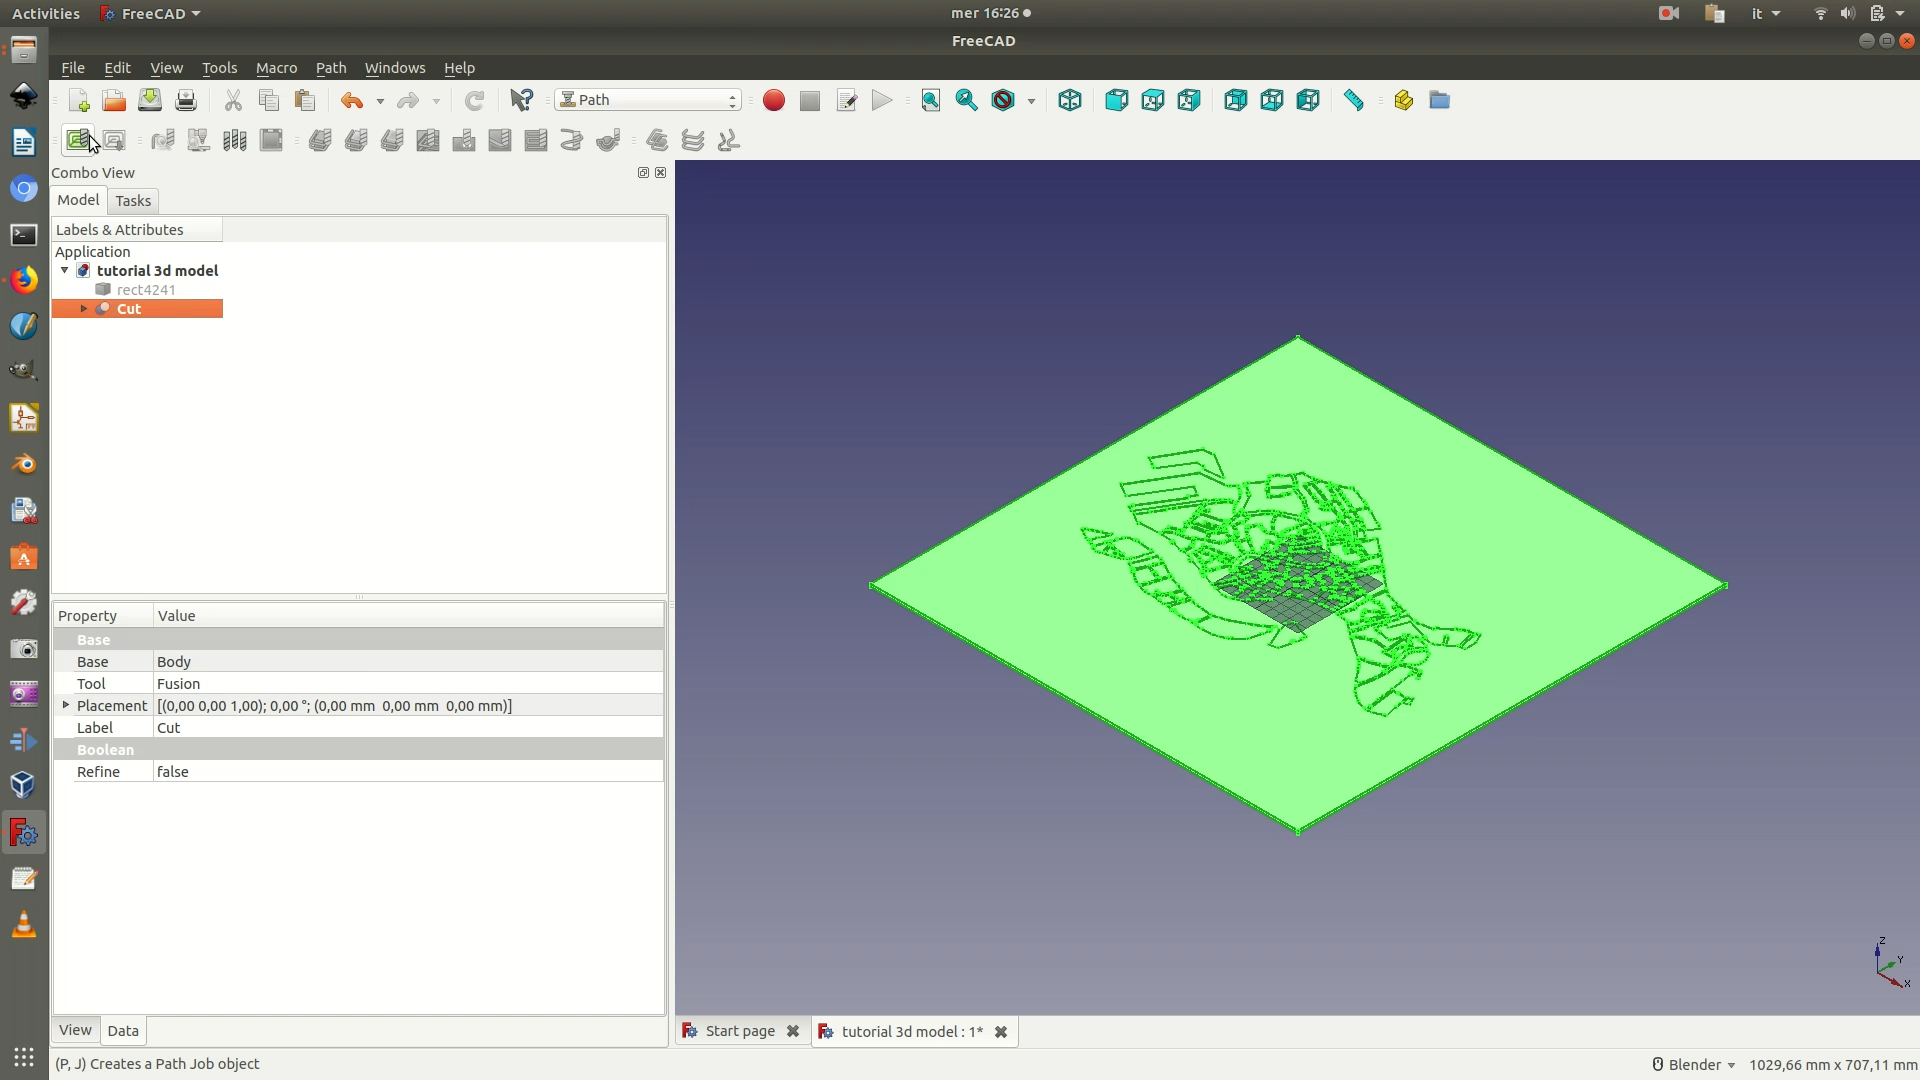 Activities FreeCAD mer 16:26 it
FreeCAD
File Edit View Tools Macro Path Windows Help
Path
Combo View
Model Tasks
Labels & Attributes
Application
tutorial 3d model
rect4241
Cut
Property Value
Base
Base Body
Tool Fusion
Placement [(0,00 0,00 1,00); 0,00 °; (0,00 mm 0,00 mm 0,00 mm)]
Label Cut
Boolean
Refine false
Z
Y
X
View Data
Start page tutorial 3d model : 1*
(P, J) Creates a Path Job object Blender 1029,66 mm x 707,11 mm